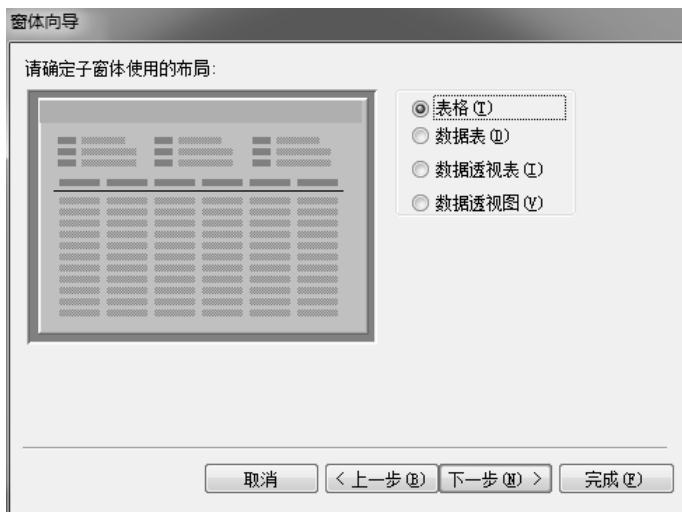 窗体向导
请确定子窗体使用的布局:
表格(T)
数据表(D)
数据透视表(I)
数据透视图(V)
取消
< 上一步(B)
下一步(N) >
完成(F)